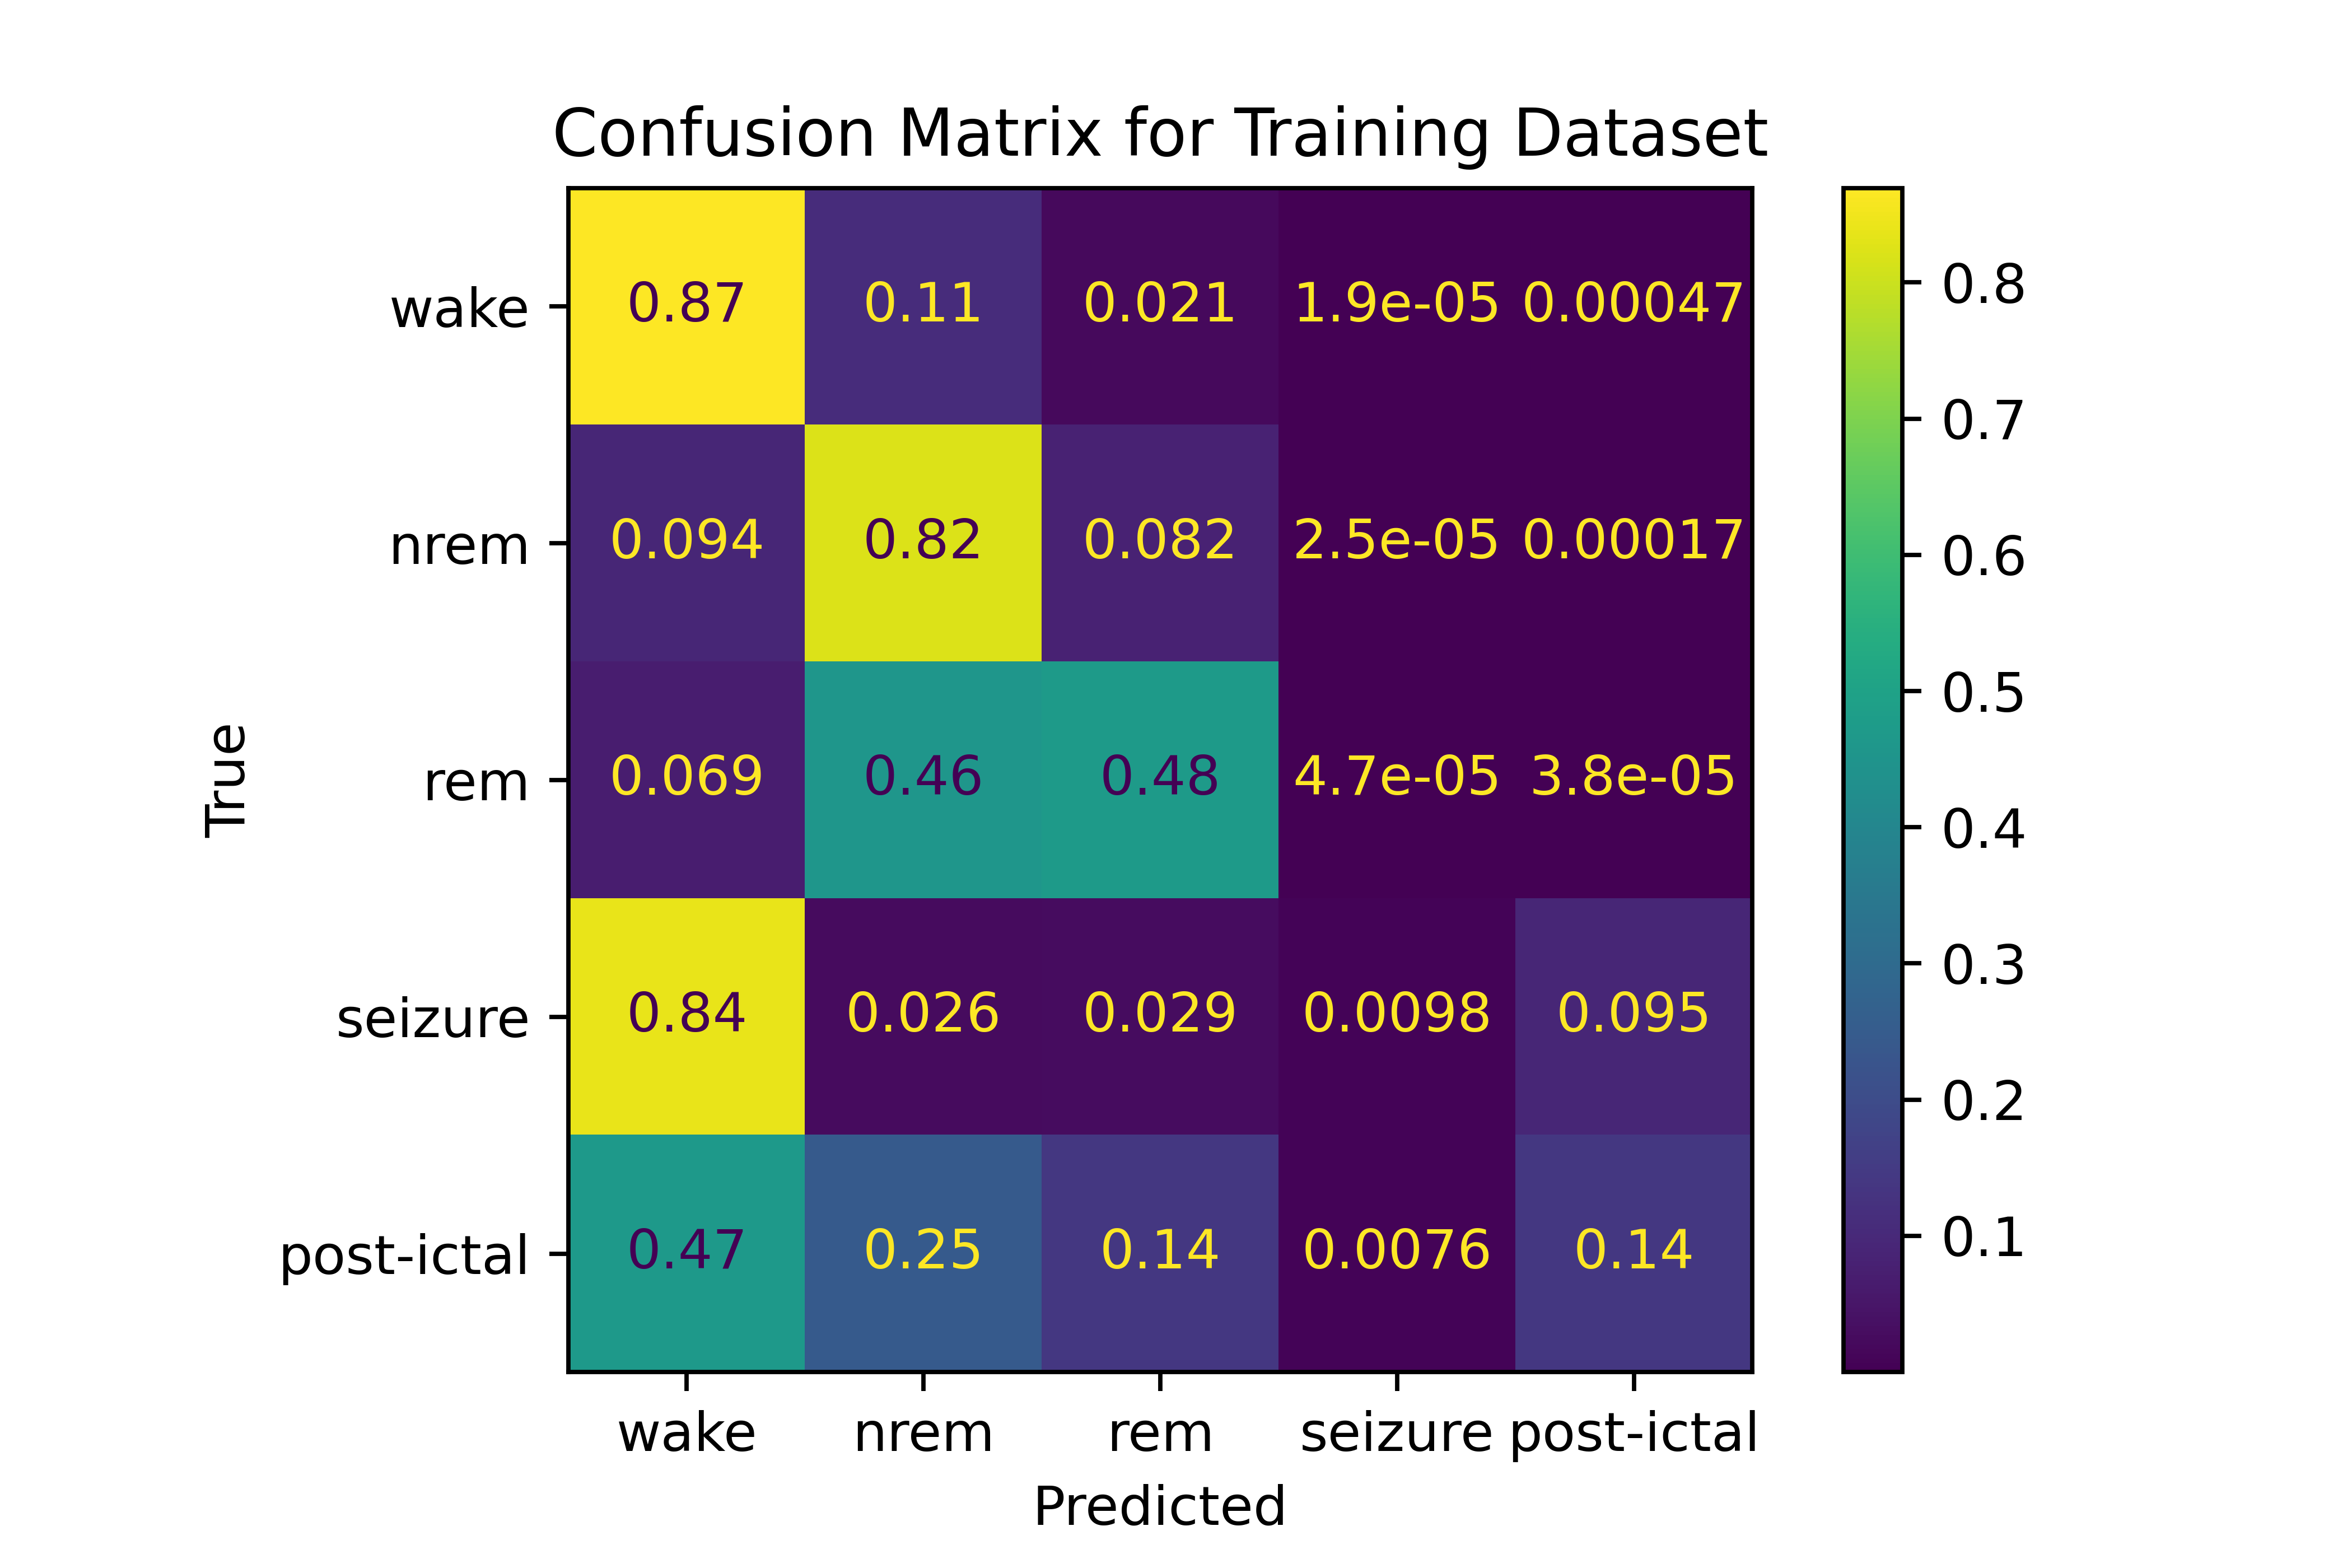 Confusion Matrix for Training Dataset
wake 0.87 0.11 0.021 1.9e-05 0.00047
nrem 0.094 0.82 0.082 2.5e-05 0.00017
rem 0.069 0.46 0.48 4.7e-05 3.8e-05
seizure 0.84 0.026 0.029 0.0098 0.095
post-ictal 0.47 0.25 0.14 0.0076 0.14
True
wake nrem rem seizure post-ictal
Predicted
0.8
0.7
0.6
0.5
0.4
0.3
0.2
0.1